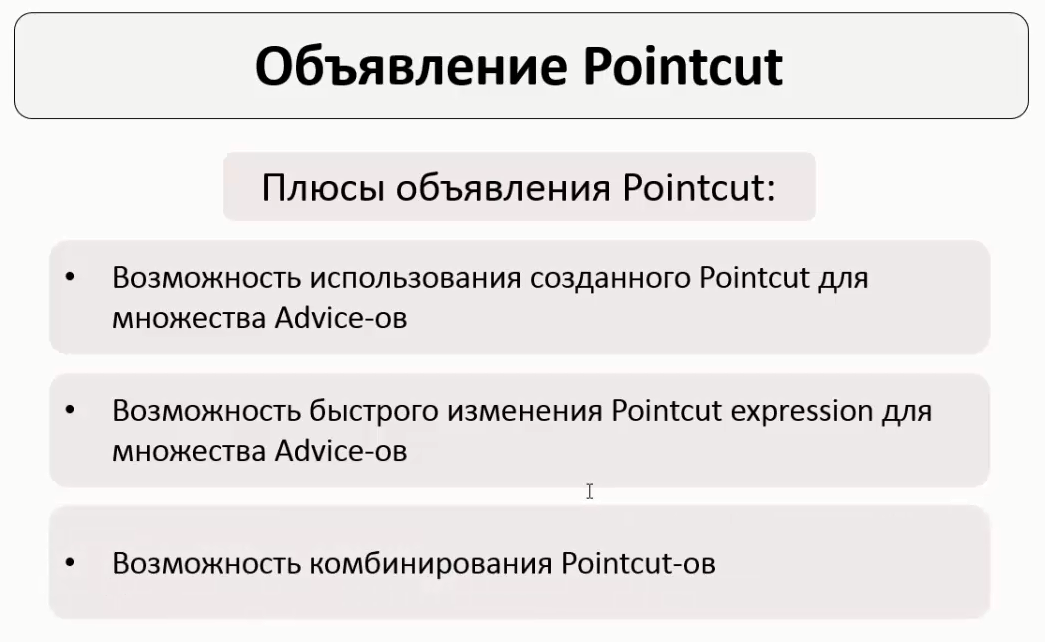 Объявление Pointcut
Плюсы объявления Pointcut:
• Возможность использования созданного Pointcut для
множества Advice-ов
• Возможность быстрого изменения Pointcut expression для
множества Advice-ов
• Возможность комбинирования Pointcut-ов